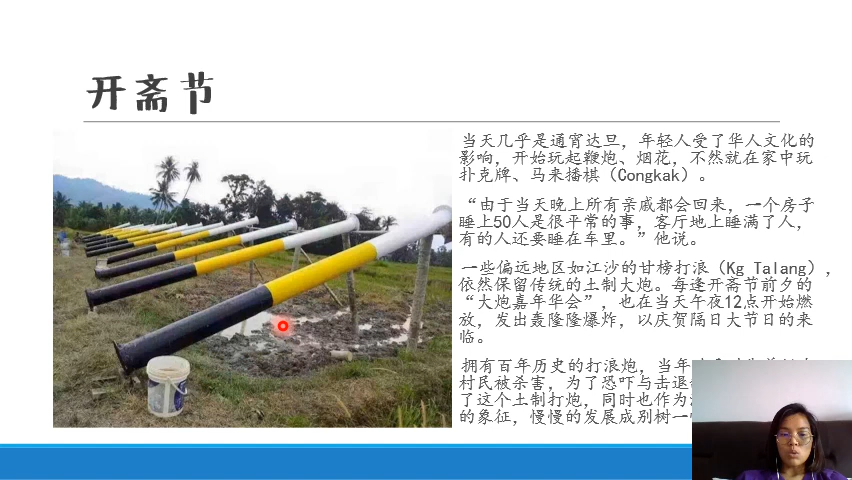 开斋节
当天几乎是通宵达旦，年轻人受了华人文化的
影响，开始玩起鞭炮、烟花，不然就在家中玩
扑克牌、马来播棋（Congkak）。
“由于当天晚上所有亲戚都会回来，一个房子
睡上50人是很平常的事，客厅地上睡满了人，
有的人还要睡在车里。”他说。
一些偏远地区如江沙的甘榜打浪（Kg Talang），
依然保留传统的土制大炮。每逢开斋节前夕的
“大炮嘉年华会”，也在当天午夜12点开始燃
放，发出轰隆隆爆炸，以庆贺隔日大节日的来
临。
拥有百年历史的打浪炮，当年
村民被杀害，为了恐吓与击退
了这个土制打炮，同时也作为
的象征，慢慢的发展成别树一